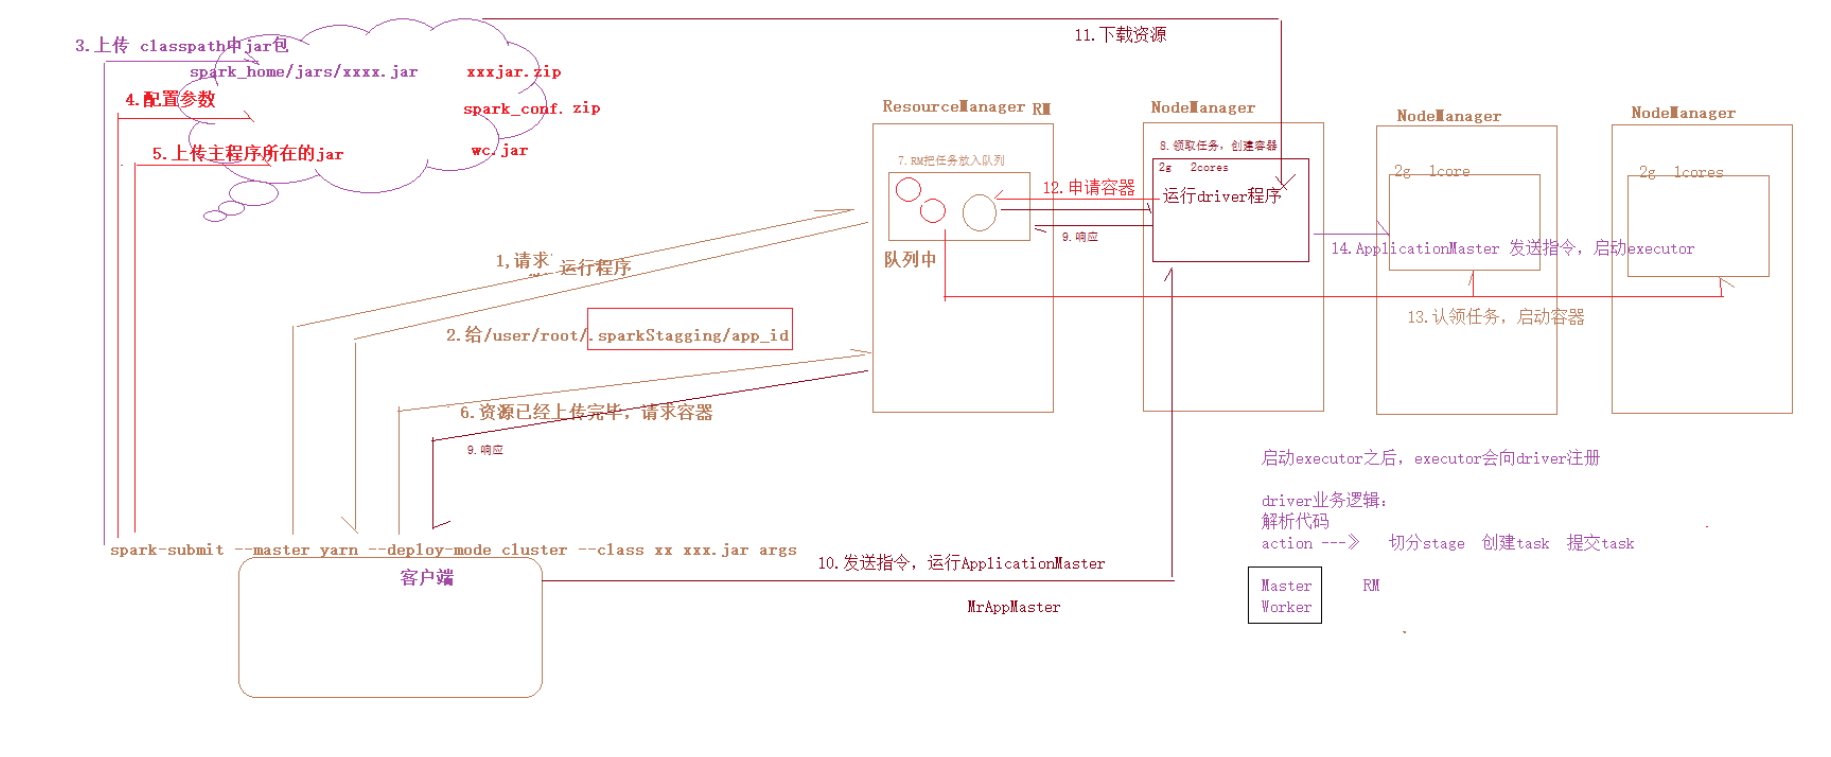 3.上传 classpath中jar包
spark_home/jars/xxxx.jar
xxxjar.zip
4.配置参数
spark_conf. zip
5.上传主程序所在的jar
wc.jar
11.下载资源
ResourceManager RM
NodeManager
NodeManager
NodeManager
7.RM把任务放入队列
8.领取任务，创建容器
2g 2cores
运行driver程序
2g 1core
2g 1cores
12.申请容器
9.响应
队列中
14.ApplicationMaster 发送指令，启动executor
13.认领任务，启动容器
1,请求 运行程序
2.给/user/root/.sparkStagging/app_id
6.资源已经上传完毕，请求容器
9.响应
spark-submit --master yarn --deploy-mode cluster --class xx xxx.jar args
客户端
10.发送指令，运行ApplicationMaster
MrAppMaster
启动executor之后，executor会向driver注册
driver业务逻辑：
解析代码
action ---》 切分stage 创建task 提交task
Master RM
Worker